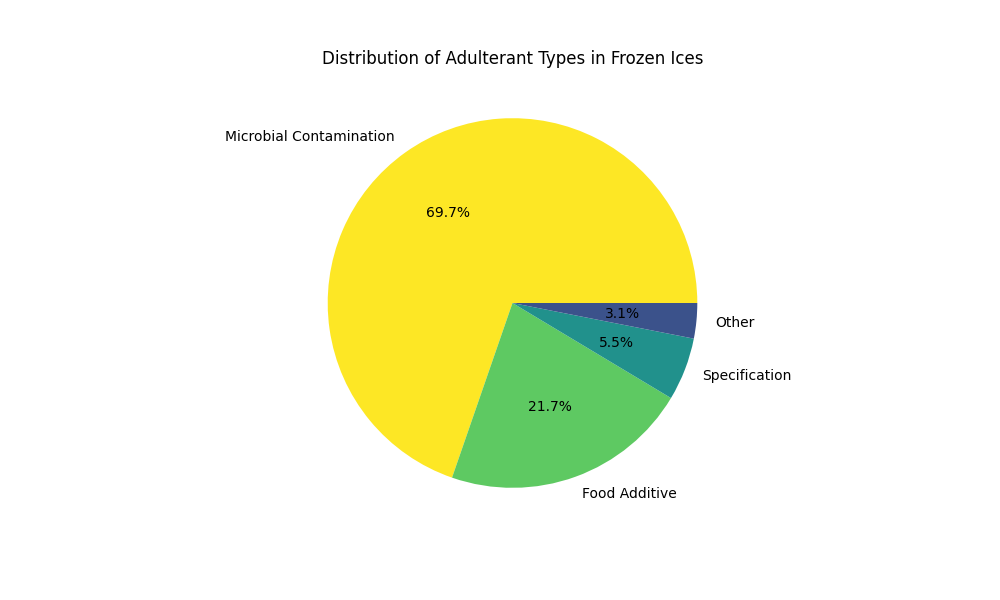 Distribution of Adulterant Types in Frozen Ices
Microbial Contamination
69.7%
3.1%
Other
5.5%
Specification
21.7%
Food Additive